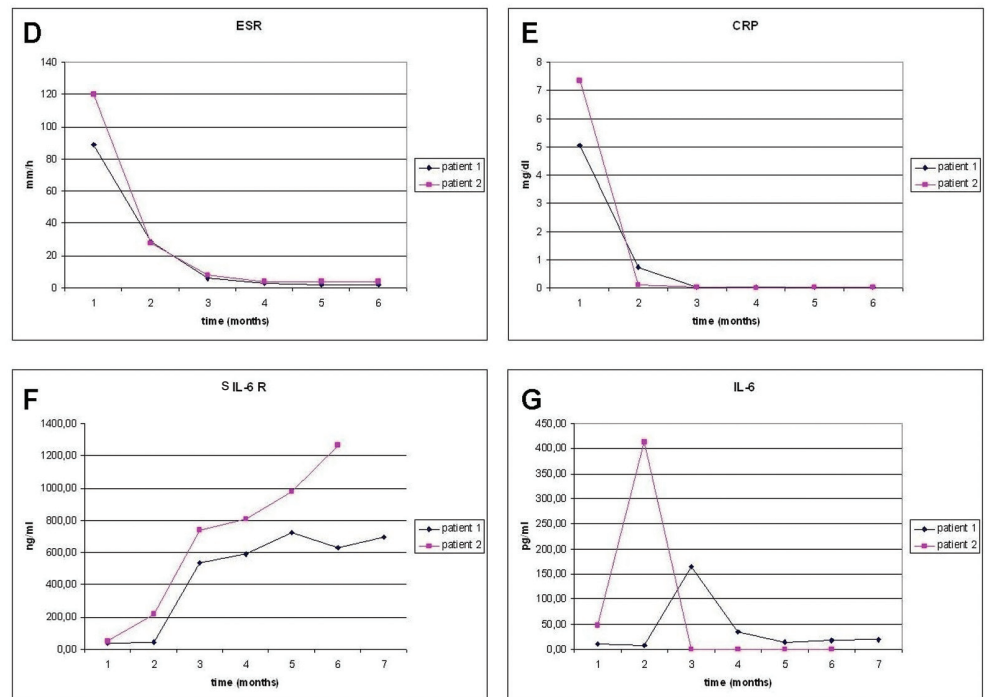 D
ESR
140
120
100
80
60
40
20
0
mm/h
1 2 3 4 5 6
time (months)
patient 1
patient 2
E
CRP
8
7
6
5
4
3
2
1
0
mg/dl
1 2 3 4 5 6
time (months)
patient 1
patient 2
F
S IL-6 R
1400,00
1200,00
1000,00
800,00
600,00
400,00
200,00
0,00
ng/ml
1 2 3 4 5 6 7
time (months)
patient 1
patient 2
G
IL-6
450,00
400,00
350,00
300,00
250,00
200,00
150,00
100,00
50,00
0,00
pg/ml
1 2 3 4 5 6 7
time (months)
patient 1
patient 2